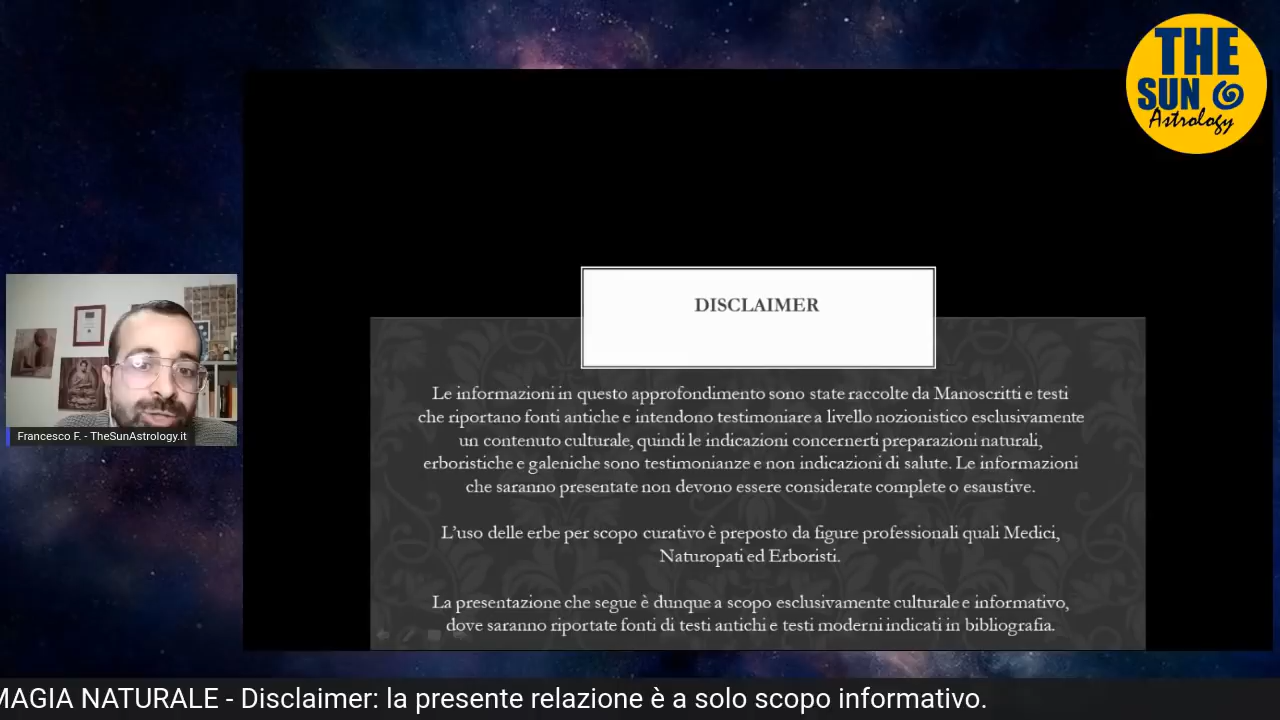 THE
SUN
Astrology
DISCLAIMER
Le informazioni in questo approfondimento sono state raccolte da Manoscritti e testi
che riportano fonti antiche e intendono testimoniare a livello nozionistico esclusivamente
un contenuto culturale, quindi le indicazioni concernerti preparazioni naturali,
erboristiche e galeniche sono testimonianze e non indicazioni di salute. Le informazioni
che saranno presentate non devono essere considerate complete o esaustive.
L’uso delle erbe per scopo curativo è preposto da figure professionali quali Medici,
Naturopati ed Erboristi.
La presentazione che segue è dunque a scopo esclusivamente culturale e informativo,
dove saranno riportate fonti di testi antichi e testi moderni indicati in bibliografia.
Francesco F. - TheSunAstrology.it
MAGIA NATURALE - Disclaimer: la presente relazione è a solo scopo informativo.